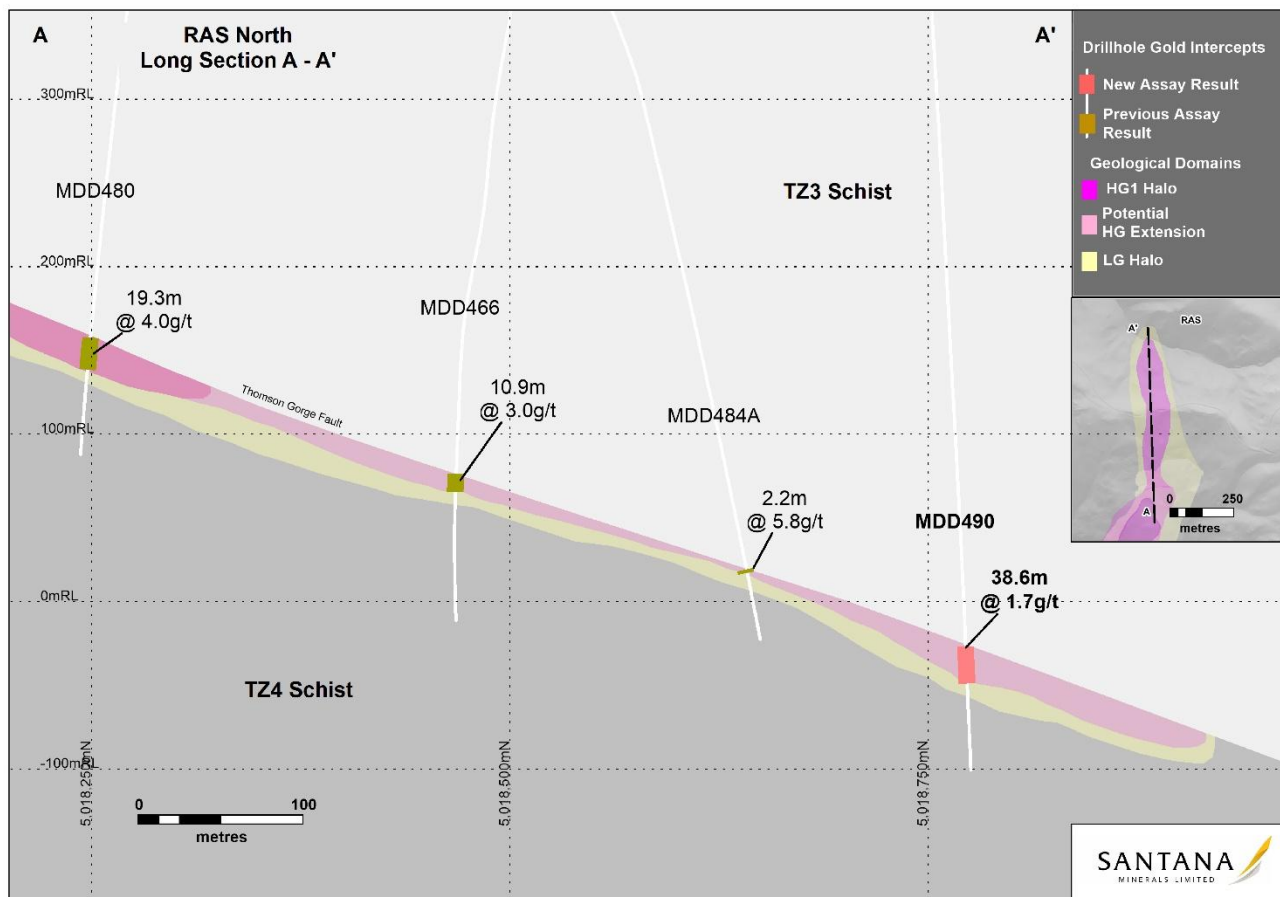 A
RAS North
Long Section A - A'
A'
300mRL
200mRL
100mRL
0mRL
-100mRL
MDD480
19.3m
@ 4.0g/t
MDD466
10.9m
@ 3.0g/t
MDD484A
2.2m
@ 5.8g/t
MDD490
38.6m
@ 1.7g/t
TZ3 Schist
Thomson Gorge Fault
TZ4 Schist
5,018,250mN
5,018,500mN
5,018,750mN
0 100
metres
Drillhole Gold Intercepts
New Assay Result
Previous Assay
Result
Geological Domains
HG1 Halo
Potential
HG Extension
LG Halo
A'
RAS
A
0 250
metres
SANTANA
MINERALS LIMITED